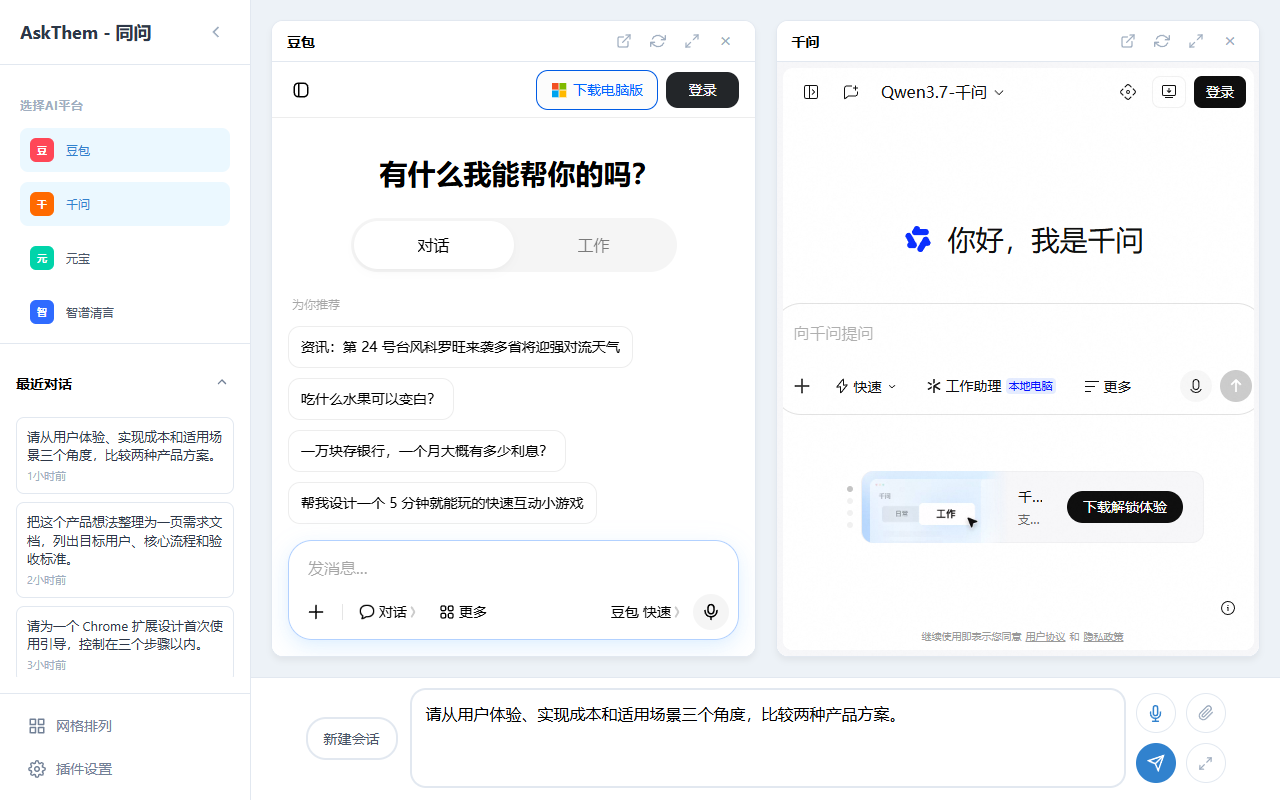 AskThem - 同问
选择AI平台
豆 豆包
千 千问
元 元宝
智 智谱清言
最近对话
请从用户体验、实现成本和适用场
景三个角度，比较两种产品方案。
1小时前
把这个产品想法整理为一页需求文
档，列出目标用户、核心流程和验
收标准。
2小时前
请为一个 Chrome 扩展设计首次使
用引导，控制在三个步骤以内。
3小时前
网格排列
插件设置
豆包
下载电脑版 登录
有什么我能帮你的吗？
对话 工作
为你推荐
资讯：第 24 号台风科罗旺来袭多省将迎强对流天气
吃什么水果可以变白？
一万块存银行，一个月大概有多少利息？
帮我设计一个 5 分钟就能玩的快速互动小游戏
发消息...
对话 更多 豆包 快速
千问
Qwen3.7-千问 登录
你好，我是千问
向千问提问
快速 工作助理 本地电脑 更多
千问
日常 工作
千...
支...
下载解锁体验
继续使用即表示您同意 用户协议 和 隐私政策
新建会话
请从用户体验、实现成本和适用场景三个角度，比较两种产品方案。